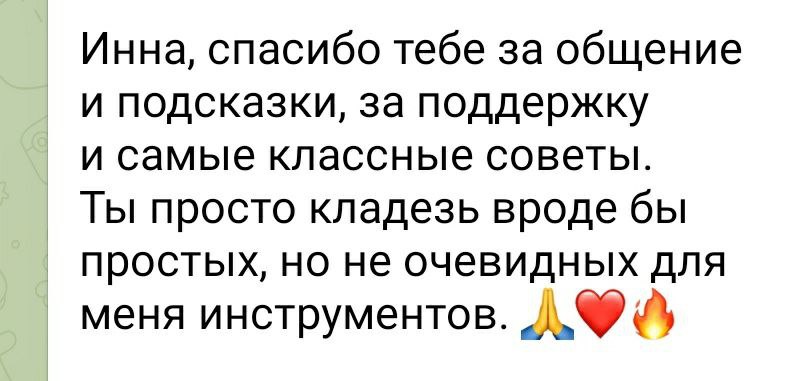 Инна, спасибо тебе за общение
и подсказки, за поддержку
и самые классные советы.
Ты просто кладезь вроде бы
простых, но не очевидных для
меня инструментов. 🙏❤️🔥